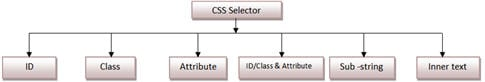 CSS Selector
ID
Class
Attribute
ID/Class & Attribute
Sub -string
Inner text